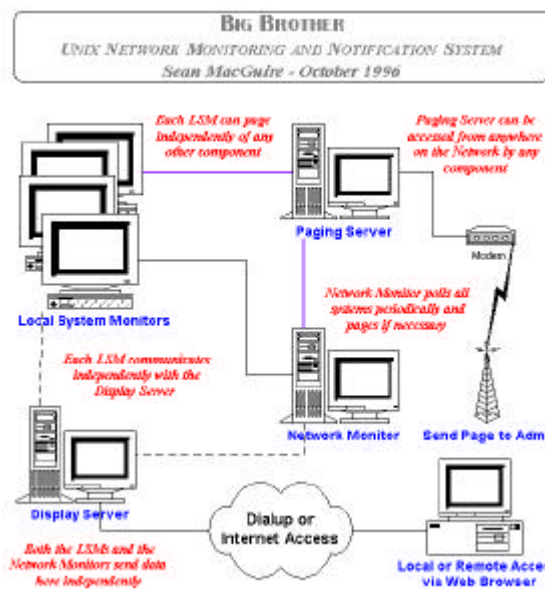 BIG BROTHER
UNIX NETWORK MONITORING AND NOTIFICATION SYSTEM
Sean MacGuire - October 1996
Each LSM can page
independently of any
other component
Paging Server can be
accessed from anywhere
on the Network by any
component
Paging Server
Modem
Local System Monitors
Network Monitor polls all
systems periodically and
pages if necessary
Each LSM communicates
independently with the
Display Server
Network Monitor
Send Page to Adm
Display Server
Dialup or
Internet Access
Both the LSMs and the
Network Monitors send data
here independently
Local or Remote Acce
via Web Browser